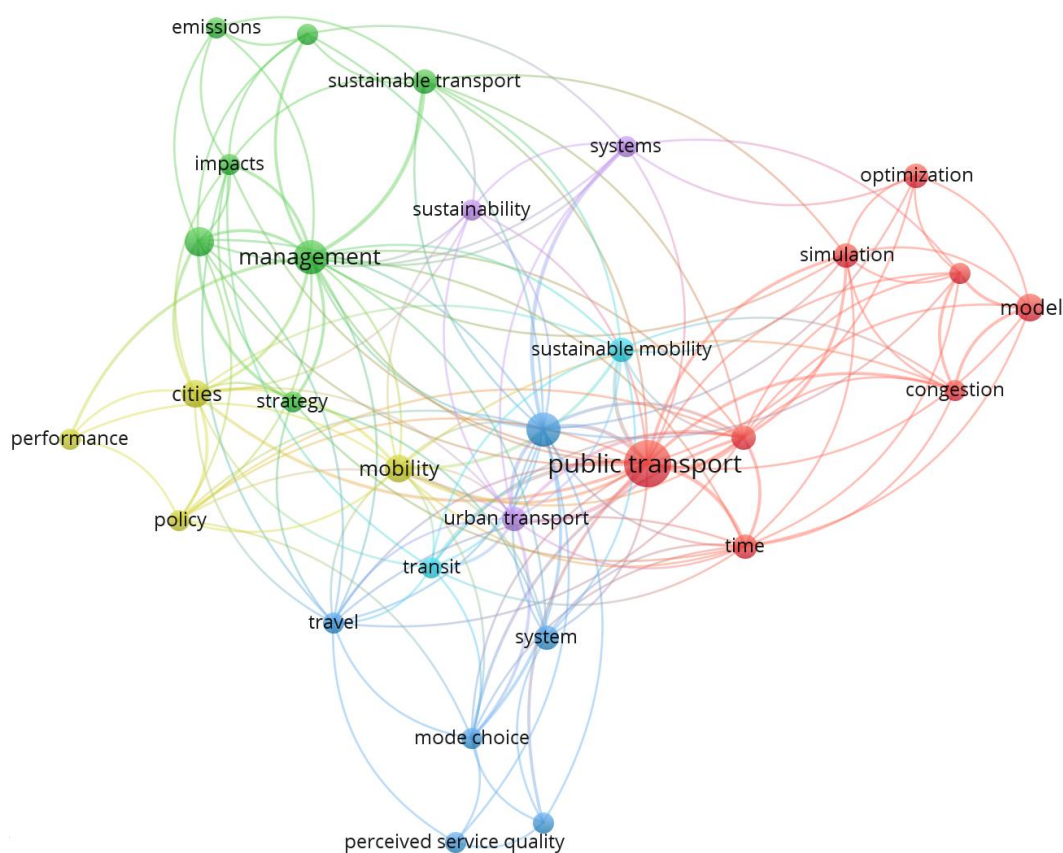 emissions
sustainable transport
systems
impacts
optimization
sustainability
management
simulation
model
sustainable mobility
cities
strategy
congestion
performance
mobility
public transport
policy
urban transport
time
transit
travel
system
mode choice
perceived service quality